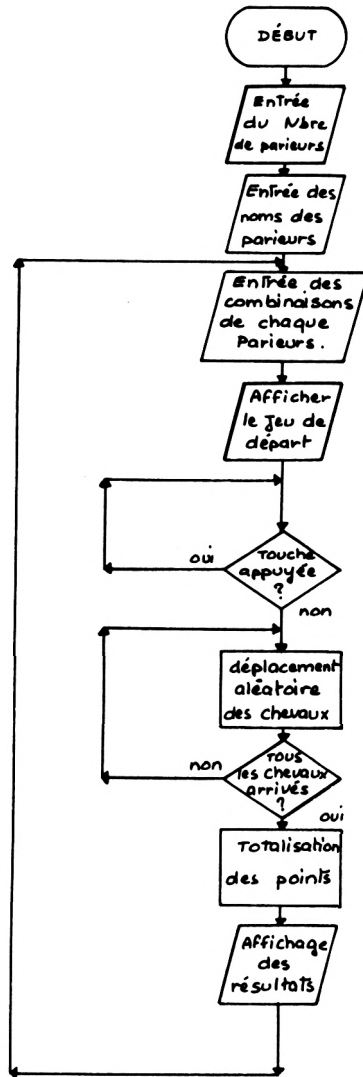 DÉBUT
Entrée
du Nbre
de parieurs
Entrée des
noms des
parieurs
Entrée des
combinaisons
de chaque
Parieurs.
Afficher
le Jeu de
départ
Touche
oui
appuyée
?
non
déplacement
aléatoire
des chevaux
Tous
non
les chevaux
arrivés
?
oui
Totalisation
des points
Affichage
des
résultats